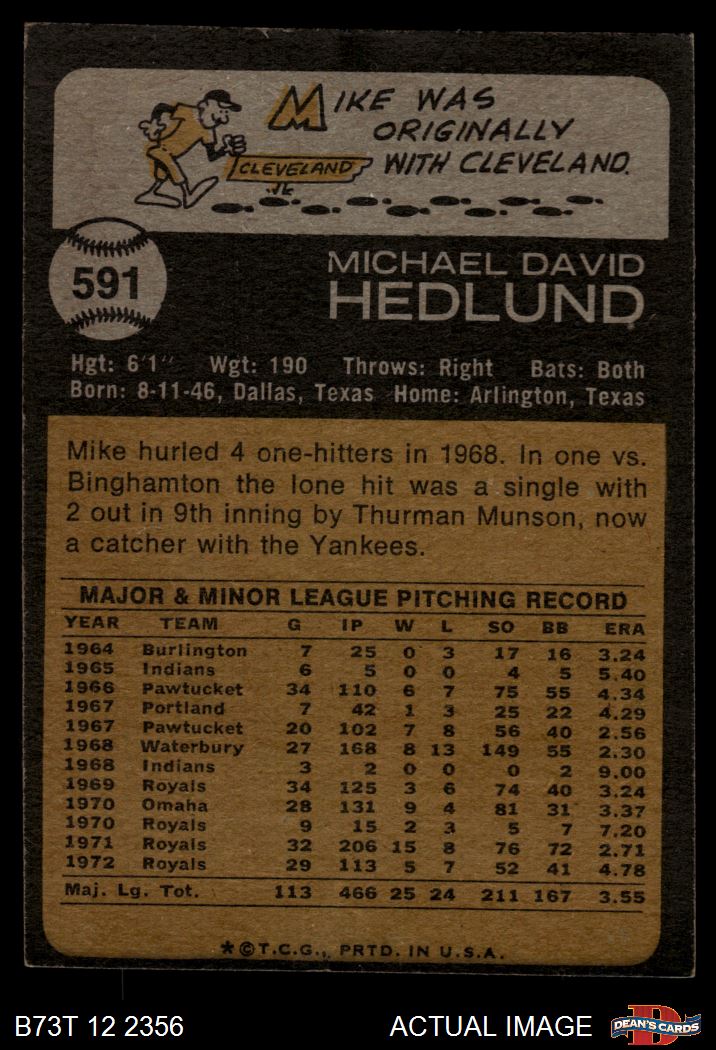 MIKE WAS
ORIGINALLY
WITH CLEVELAND.
CLEVELAND
591
MICHAEL DAVID
HEDLUND
Hgt: 6'1" Wgt: 190 Throws: Right Bats: Both
Born: 8-11-46, Dallas, Texas Home: Arlington, Texas
Mike hurled 4 one-hitters in 1968. In one vs.
Binghamton the lone hit was a single with
2 out in 9th inning by Thurman Munson, now
a catcher with the Yankees.
MAJOR & MINOR LEAGUE PITCHING RECORD
YEAR TEAM G IP W L SO BB ERA
1964 Burlington 7 25 0 3 17 16 3.24
1965 Indians 6 5 0 0 4 5 5.40
1966 Pawtucket 34 110 6 7 75 55 4.34
1967 Portland 7 42 1 3 25 22 4.29
1967 Pawtucket 20 102 7 8 56 40 2.56
1968 Waterbury 27 168 8 13 149 55 2.30
1968 Indians 3 2 0 0 0 2 9.00
1969 Royals 34 125 3 6 74 40 3.24
1970 Omaha 28 131 9 4 81 31 3.37
1970 Royals 9 15 2 3 5 7 7.20
1971 Royals 32 206 15 8 76 72 2.71
1972 Royals 29 113 5 7 52 41 4.78
Maj. Lg. Tot. 113 466 25 24 211 167 3.55
*©T.C.G., PRTD. IN U.S.A.
B73T 12 2356 ACTUAL IMAGE
D
DEAN'S CARDS